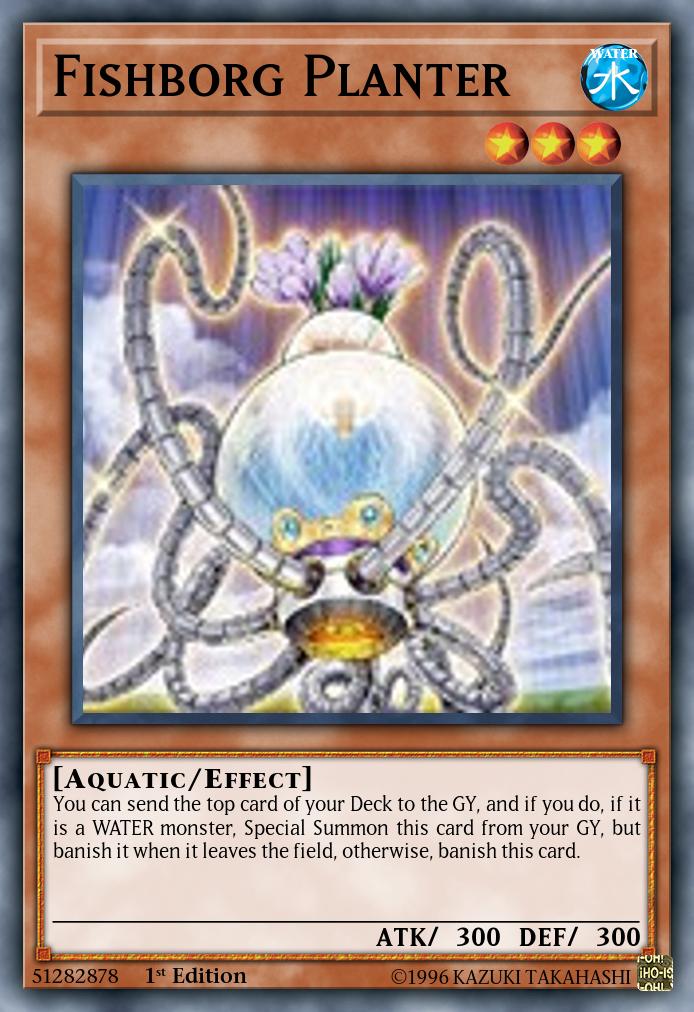 Fishborg Planter
WATER
水
[Aquatic/Effect]
You can send the top card of your Deck to the GY, and if you do, if it
is a WATER monster, Special Summon this card from your GY, but
banish it when it leaves the field, otherwise, banish this card.
ATK/ 300 DEF/ 300
51282878 1st Edition ©1996 KAZUKI TAKAHASHI